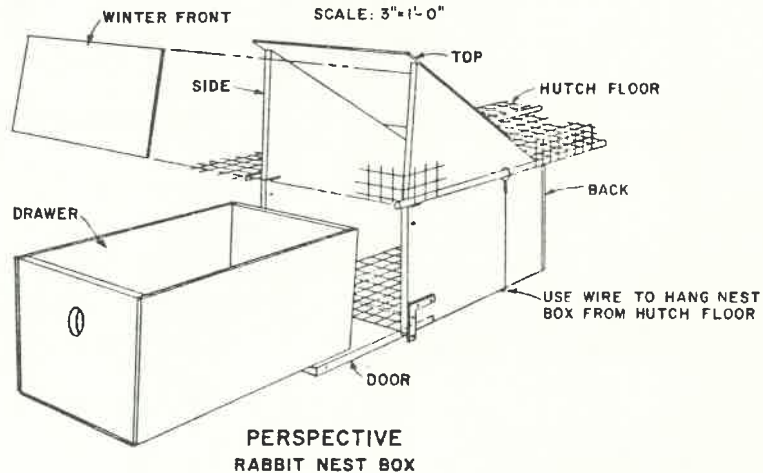 WINTER FRONT
SCALE: 3"=1'-0"
TOP
SIDE
HUTCH FLOOR
DRAWER
BACK
USE WIRE TO HANG NEST
BOX FROM HUTCH FLOOR
DOOR
PERSPECTIVE
RABBIT NEST BOX